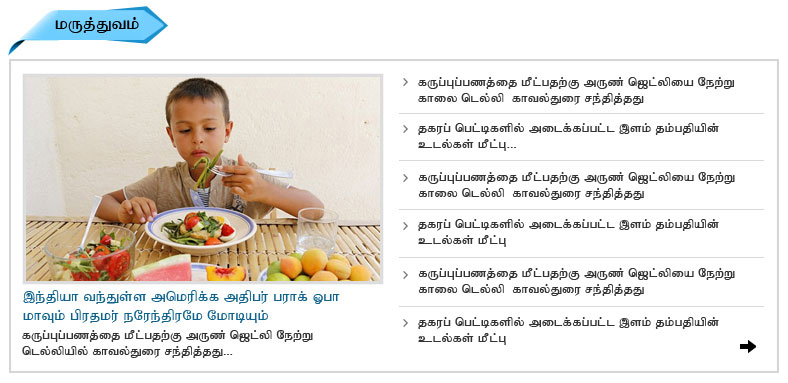 மருத்துவம்
இந்தியா வந்துள்ள அமெரிக்க அதிபர் பராக் ஓபா
மாவும் பிரதமர் நரேந்திரமே மோடியும்
கருப்புப்பணத்தை மீட்பதற்கு அருண் ஜெட்லி நேற்று
டெல்லியில் காவல்துரை சந்தித்தது...
கருப்புப்பணத்தை மீட்பதற்கு அருண் ஜெட்லியை நேற்று
காலை டெல்லி காவல்துரை சந்தித்தது
தகரப் பெட்டிகளில் அடைக்கப்பட்ட இளம் தம்பதியின்
உடல்கள் மீட்பு...
கருப்புப்பணத்தை மீட்பதற்கு அருண் ஜெட்லியை நேற்று
காலை டெல்லி காவல்துரை சந்தித்தது
தகரப் பெட்டிகளில் அடைக்கப்பட்ட இளம் தம்பதியின்
உடல்கள் மீட்பு
கருப்புப்பணத்தை மீட்பதற்கு அருண் ஜெட்லியை நேற்று
காலை டெல்லி காவல்துரை சந்தித்தது
தகரப் பெட்டிகளில் அடைக்கப்பட்ட இளம் தம்பதியின்
உடல்கள் மீட்பு